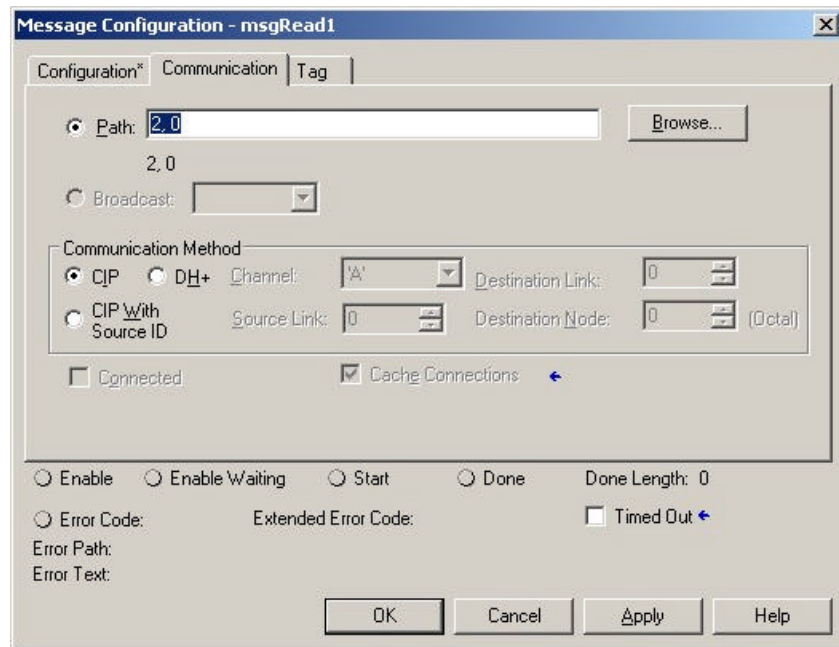 Message Configuration - msgRead1
Configuration* Communication Tag
Path: 2, 0 Browse...
2, 0
Broadcast:
Communication Method
CIP DH+ Channel: 'A' Destination Link: 0
CIP With Source ID Source Link: 0 Destination Node: 0 (Octal)
Connected Cache Connections
Enable Enable Waiting Start Done Done Length: 0
Error Code: Extended Error Code: Timed Out
Error Path:
Error Text:
OK Cancel Apply Help